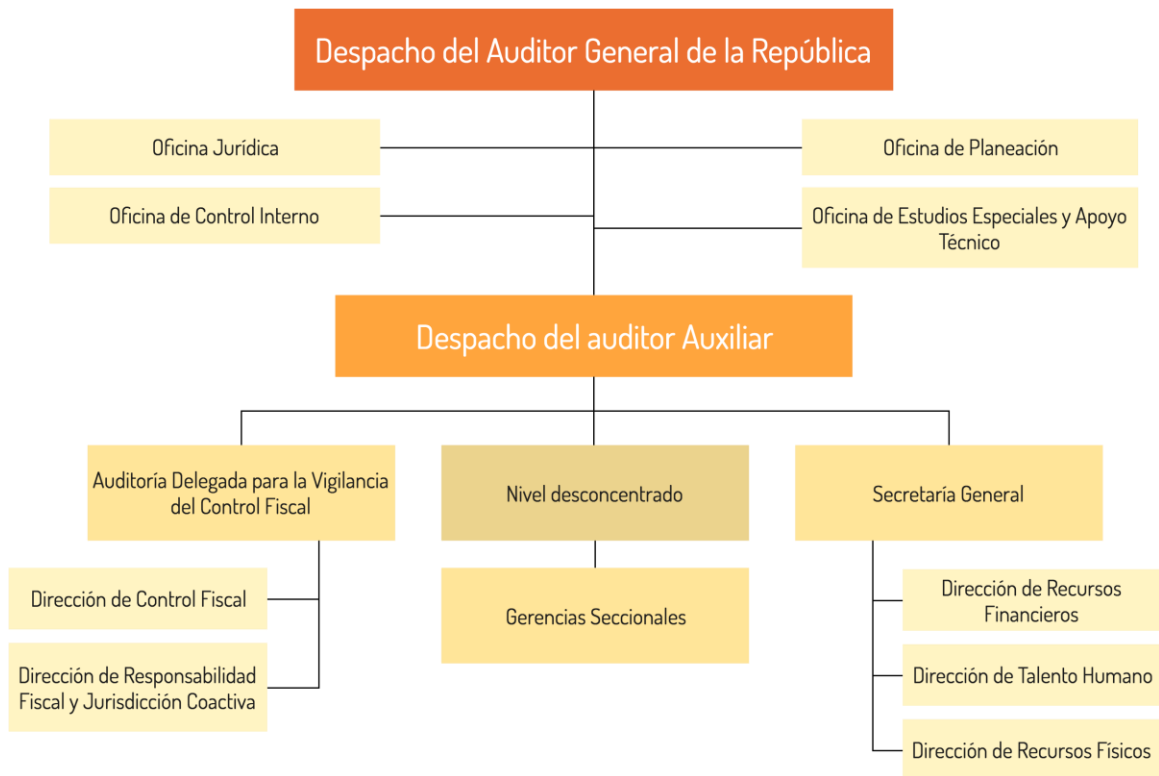 Despacho del Auditor General de la República
Oficina Jurídica
Oficina de Planeación
Oficina de Control Interno
Oficina de Estudios Especiales y Apoyo
Técnico
Despacho del auditor Auxiliar
Auditoría Delegada para la Vigilancia
del Control Fiscal
Nivel desconcentrado
Secretaría General
Dirección de Control Fiscal
Dirección de Responsabilidad
Fiscal y Jurisdicción Coactiva
Gerencias Seccionales
Dirección de Recursos
Financieros
Dirección de Talento Humano
Dirección de Recursos Físicos